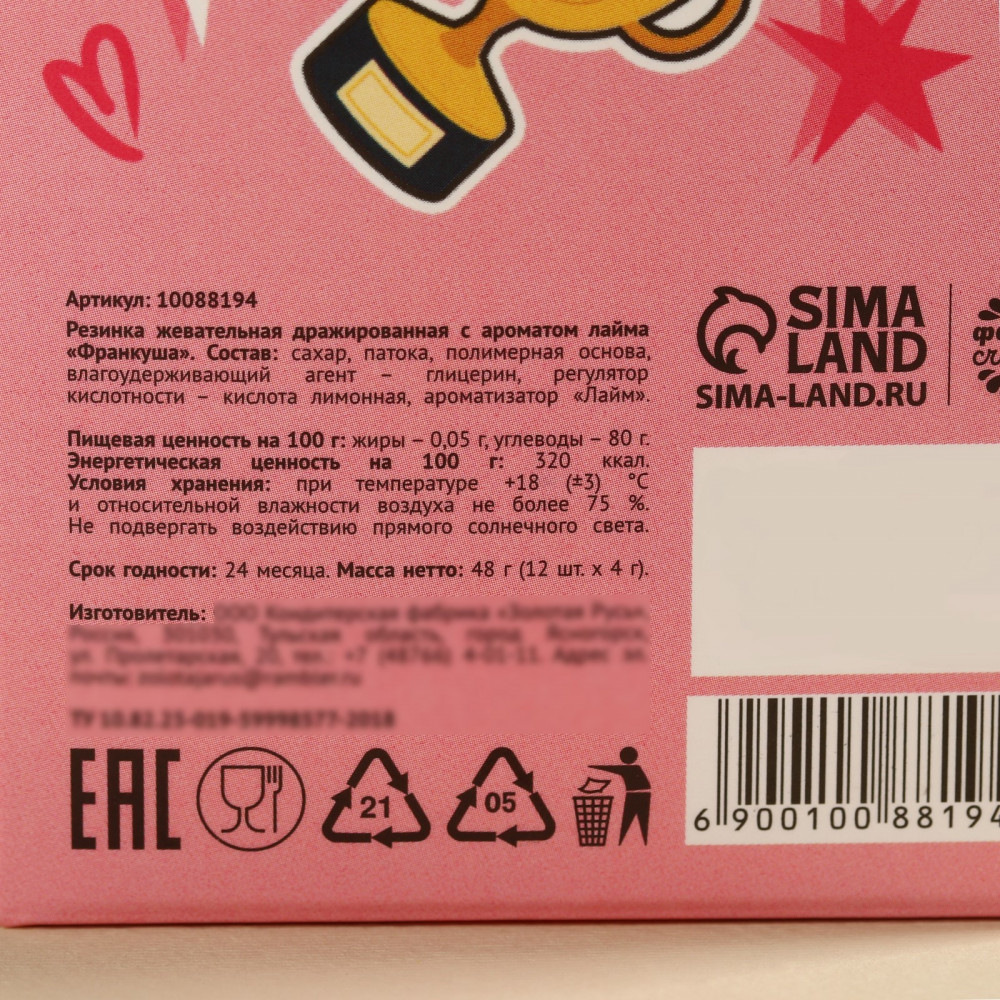 Артикул: 10088194
Резинка жевательная дражированная с ароматом лайма
«Франкуша». Состав: сахар, патока, полимерная основа,
влагоудерживающий агент – глицерин, регулятор
кислотности – кислота лимонная, ароматизатор «Лайм».
Пищевая ценность на 100 г: жиры – 0,05 г, углеводы – 80 г.
Энергетическая ценность на 100 г: 320 ккал.
Условия хранения: при температуре +18 (±3) °С
и относительной влажности воздуха не более 75 %.
Не подвергать воздействию прямого солнечного света.
Срок годности: 24 месяца. Масса нетто: 48 г (12 шт. х 4 г).
Изготовитель:
EAC
21
05
SIMA
LAND
SIMA-LAND.RU
6 900100 88194